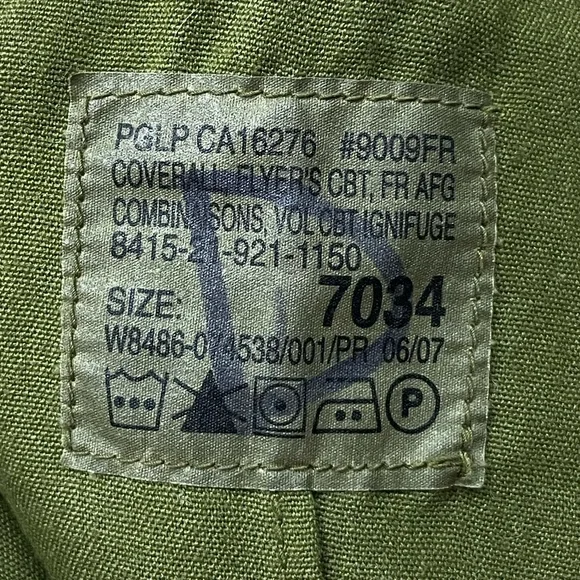 PGLP CA16276 #9009FR
COVERALL, FLYER'S CBT, FR AFG
COMBINAISONS, VOL CBT IGNIFUGE
8415-21-921-1150
SIZE: 7034
W8486-074538/001/PR 06/07
P
D